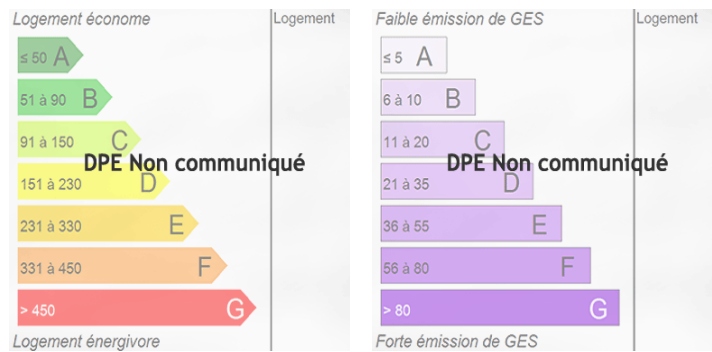 Logement économe
Logement
≤ 50 A
51 à 90 B
91 à 150 C
DPE Non communiqué
151 à 230 D
231 à 330 E
331 à 450 F
> 450 G
Logement énergivore
Faible émission de GES
Logement
≤ 5 A
6 à 10 B
11 à 20 C
DPE Non communiqué
21 à 35 D
36 à 55 E
56 à 80 F
> 80 G
Forte émission de GES